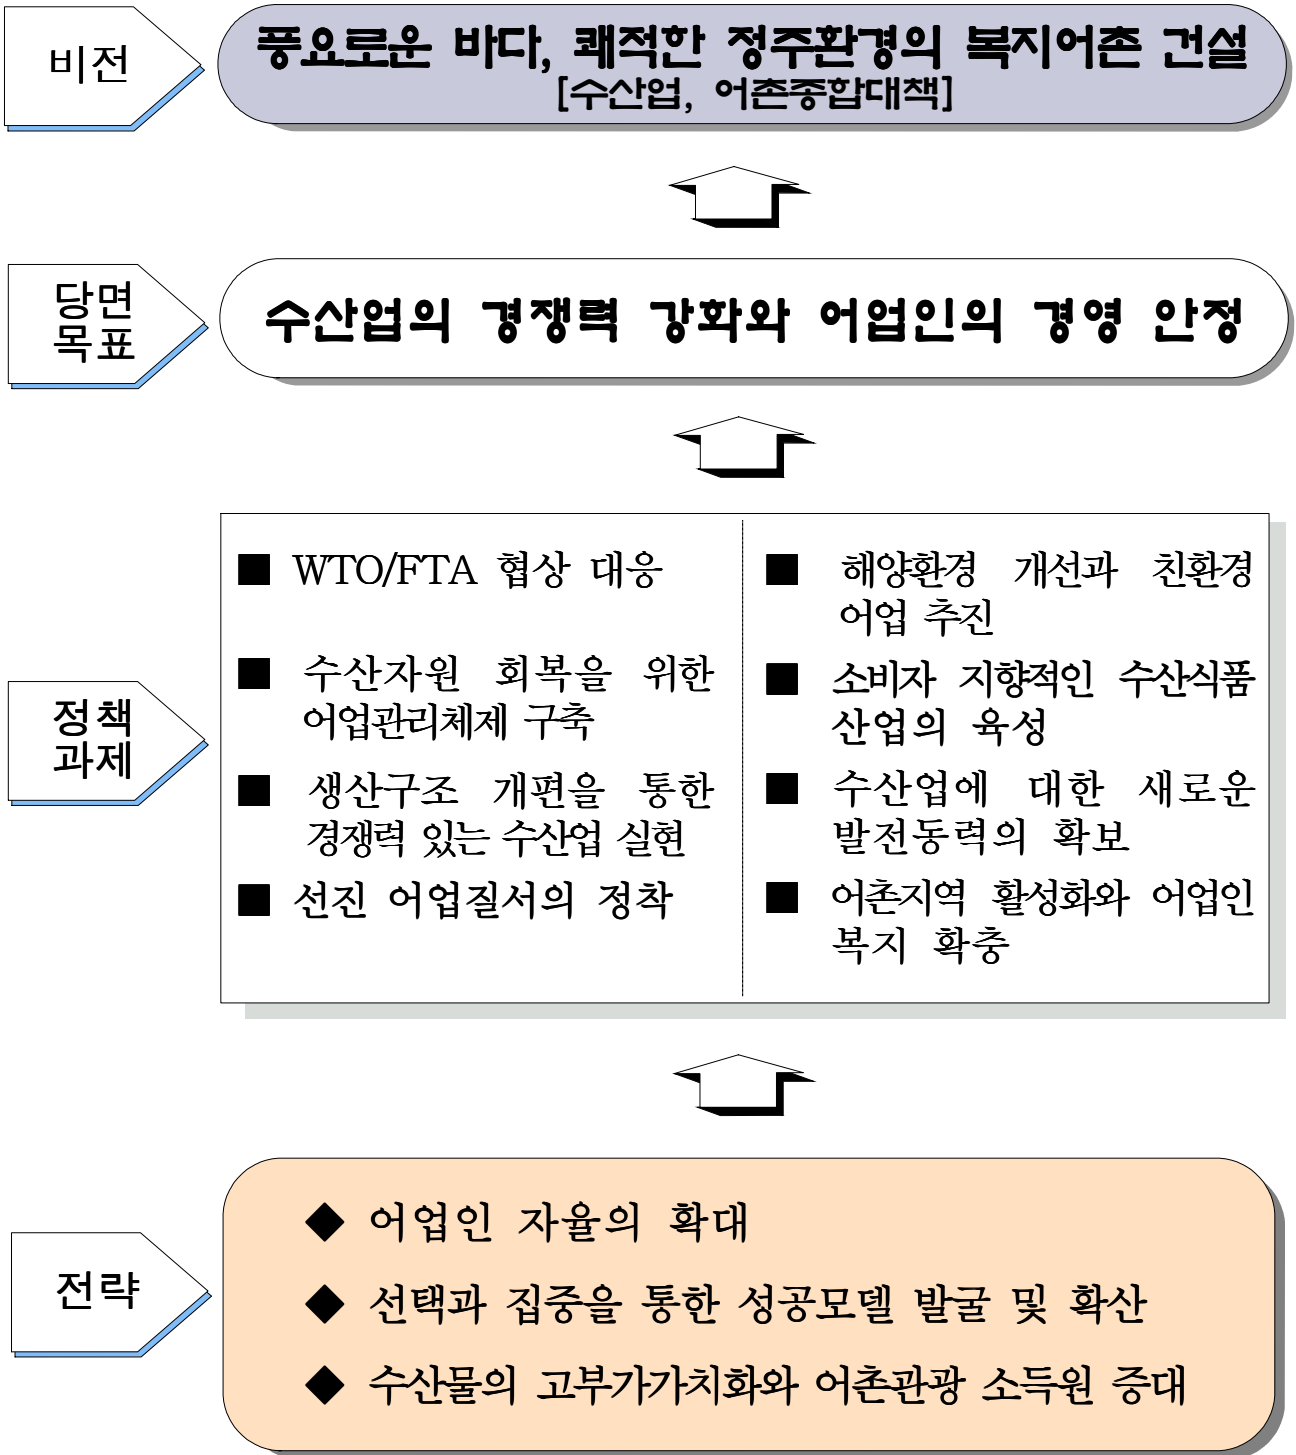 비전
풍요로운 바다, 쾌적한 정주환경의 복지어촌 건설
[수산업, 어촌종합대책]
당면
목표
수산업의 경쟁력 강화와 어업인의 경영 안정
정책
과제
■ WTO/FTA 협상 대응
■ 수산자원 회복을 위한
어업관리체제 구축
■ 생산구조 개편을 통한
경쟁력 있는 수산업 실현
■ 선진 어업질서의 정착
■ 해양환경 개선과 친환경
어업 추진
■ 소비자 지향적인 수산식품
산업의 육성
■ 수산업에 대한 새로운
발전동력의 확보
■ 어촌지역 활성화와 어업인
복지 확충
전략
◆ 어업인 자율의 확대
◆ 선택과 집중을 통한 성공모델 발굴 및 확산
◆ 수산물의 고부가가치화와 어촌관광 소득원 증대